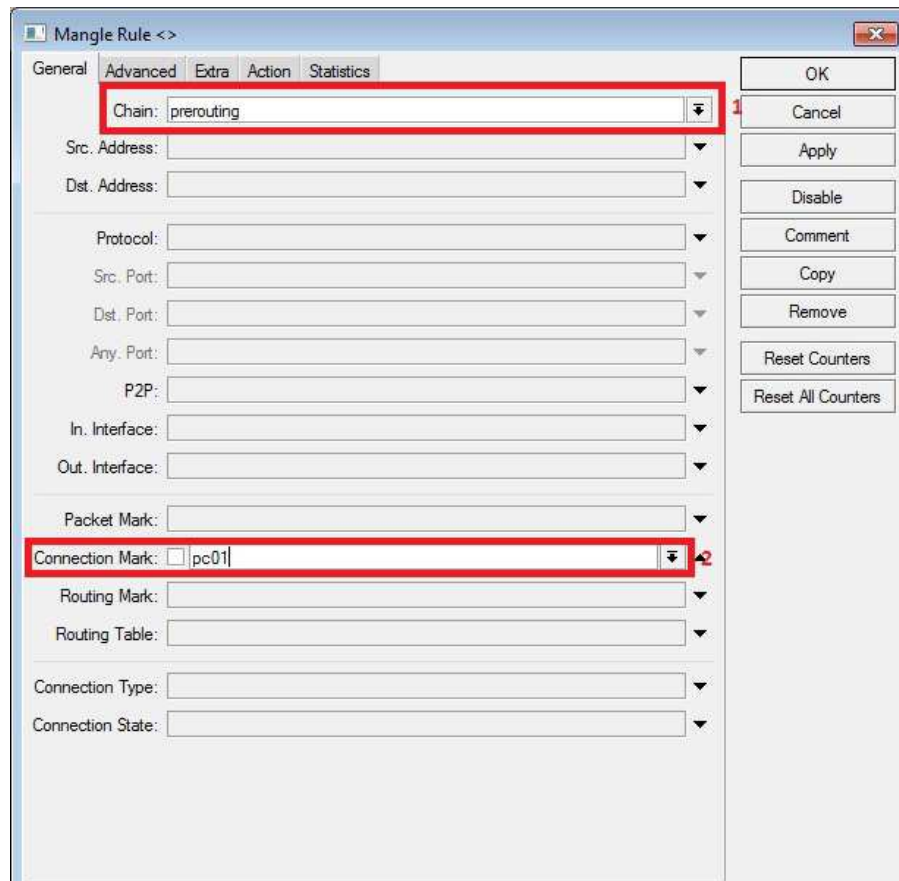 Mangle Rule <>
General Advanced Extra Action Statistics
Chain: prerouting
1
Src. Address:
Dst. Address:
Protocol:
Src. Port:
Dst. Port:
Any. Port:
P2P:
In. Interface:
Out. Interface:
Packet Mark:
Connection Mark: pc01
2
Routing Mark:
Routing Table:
Connection Type:
Connection State:
OK
Cancel
Apply
Disable
Comment
Copy
Remove
Reset Counters
Reset All Counters